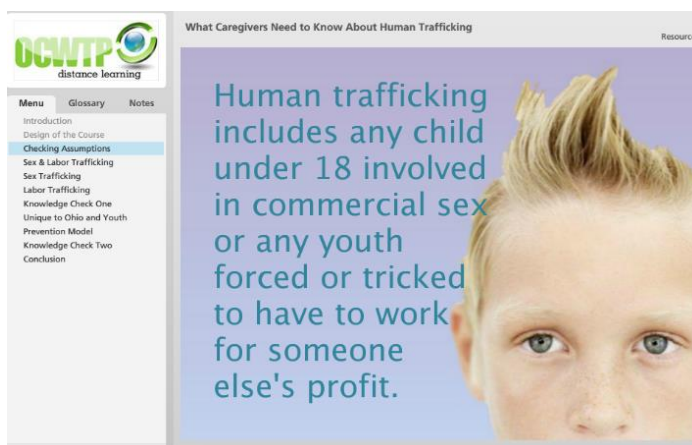 OCWTP
distance learning
What Caregivers Need to Know About Human Trafficking
Menu Glossary Notes
Introduction
Design of the Course
Checking Assumptions
Sex & Labor Trafficking
Sex Trafficking
Labor Trafficking
Knowledge Check One
Unique to Ohio and Youth
Prevention Model
Knowledge Check Two
Conclusion
Human trafficking
includes any child
under 18 involved
in commercial sex
or any youth
forced or tricked
to have to work
for someone
else's profit.